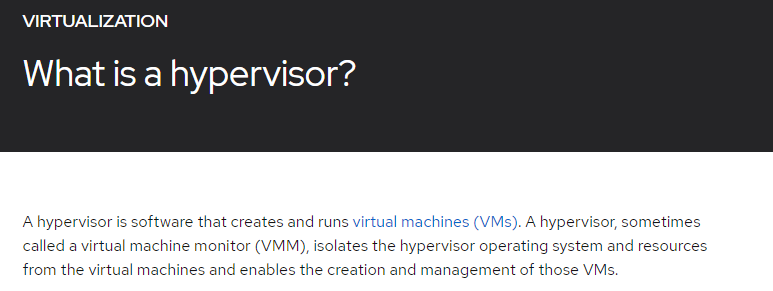 VIRTUALIZATION
What is a hypervisor?
A hypervisor is software that creates and runs virtual machines (VMs). A hypervisor, sometimes
called a virtual machine monitor (VMM), isolates the hypervisor operating system and resources
from the virtual machines and enables the creation and management of those VMs.